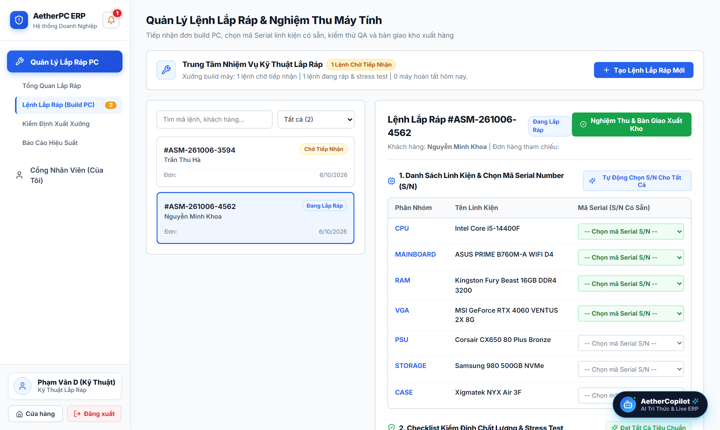 AetherPC ERP
Hệ thống Doanh Nghiệp
1
Quản Lý Lắp Ráp PC
Tổng Quan Lắp Ráp
Lệnh Lắp Ráp (Build PC)
2
Kiểm Định Xuất Xưởng
Báo Cáo Hiệu Suất
Cổng Nhân Viên (Của
Tôi)
Phạm Văn D (Kỹ Thuật)
Kỹ Thuật Lắp Ráp
Cửa hàng
Đăng xuất
Quản Lý Lệnh Lắp Ráp & Nghiệm Thu Máy Tính
Tiếp nhận đơn build PC, chọn mã Serial linh kiện có sẵn, kiểm thử QA và bàn giao kho xuất hàng
Trung Tâm Nhiệm Vụ Kỹ Thuật Lắp Ráp
1 Lệnh Chờ Tiếp Nhận
Xưởng build máy: 1 lệnh chờ tiếp nhận | 1 lệnh đang ráp & stress test | 0 máy hoàn tất hôm nay.
Tạo Lệnh Lắp Ráp Mới
Tìm mã lệnh, khách hàng...
Tất cả (2)
#ASM-261006-3594
Chờ Tiếp Nhận
Trần Thu Hà
Đơn:
6/10/2026
#ASM-261006-4562
Đang Lắp Ráp
Nguyễn Minh Khoa
Đơn:
6/10/2026
Lệnh Lắp Ráp #ASM-261006-
4562
Đang Lắp
Ráp
Nghiệm Thu & Bàn Giao Xuất
Kho
Khách hàng: Nguyễn Minh Khoa | Đơn hàng tham chiếu:
1. Danh Sách Linh Kiện & Chọn Mã Serial Number
(S/N)
Tự Động Chọn S/N Cho Tất
Cả
Phân Nhóm
Tên Linh Kiện
Mã Serial (S/N Có Sẵn)
CPU
Intel Core i5-14400F
-- Chọn mã Serial S/N --
MAINBOARD
ASUS PRIME B760M-A WIFI D4
-- Chọn mã Serial S/N --
RAM
Kingston Fury Beast 16GB DDR4
3200
-- Chọn mã Serial S/N --
VGA
MSI GeForce RTX 4060 VENTUS
2X 8G
-- Chọn mã Serial S/N --
PSU
Corsair CX650 80 Plus Bronze
-- Chọn mã Serial S/N --
STORAGE
Samsung 980 500GB NVMe
-- Chọn mã Serial S/N --
CASE
Xigmatek NYX Air 3F
-- Chọn mã
AetherCopilot
AI Tri Thức & Live ERP
2. Checklist Kiểm Định Chất Lượng & Stress Test
Đạt Tất Cả Tiêu Chuẩn